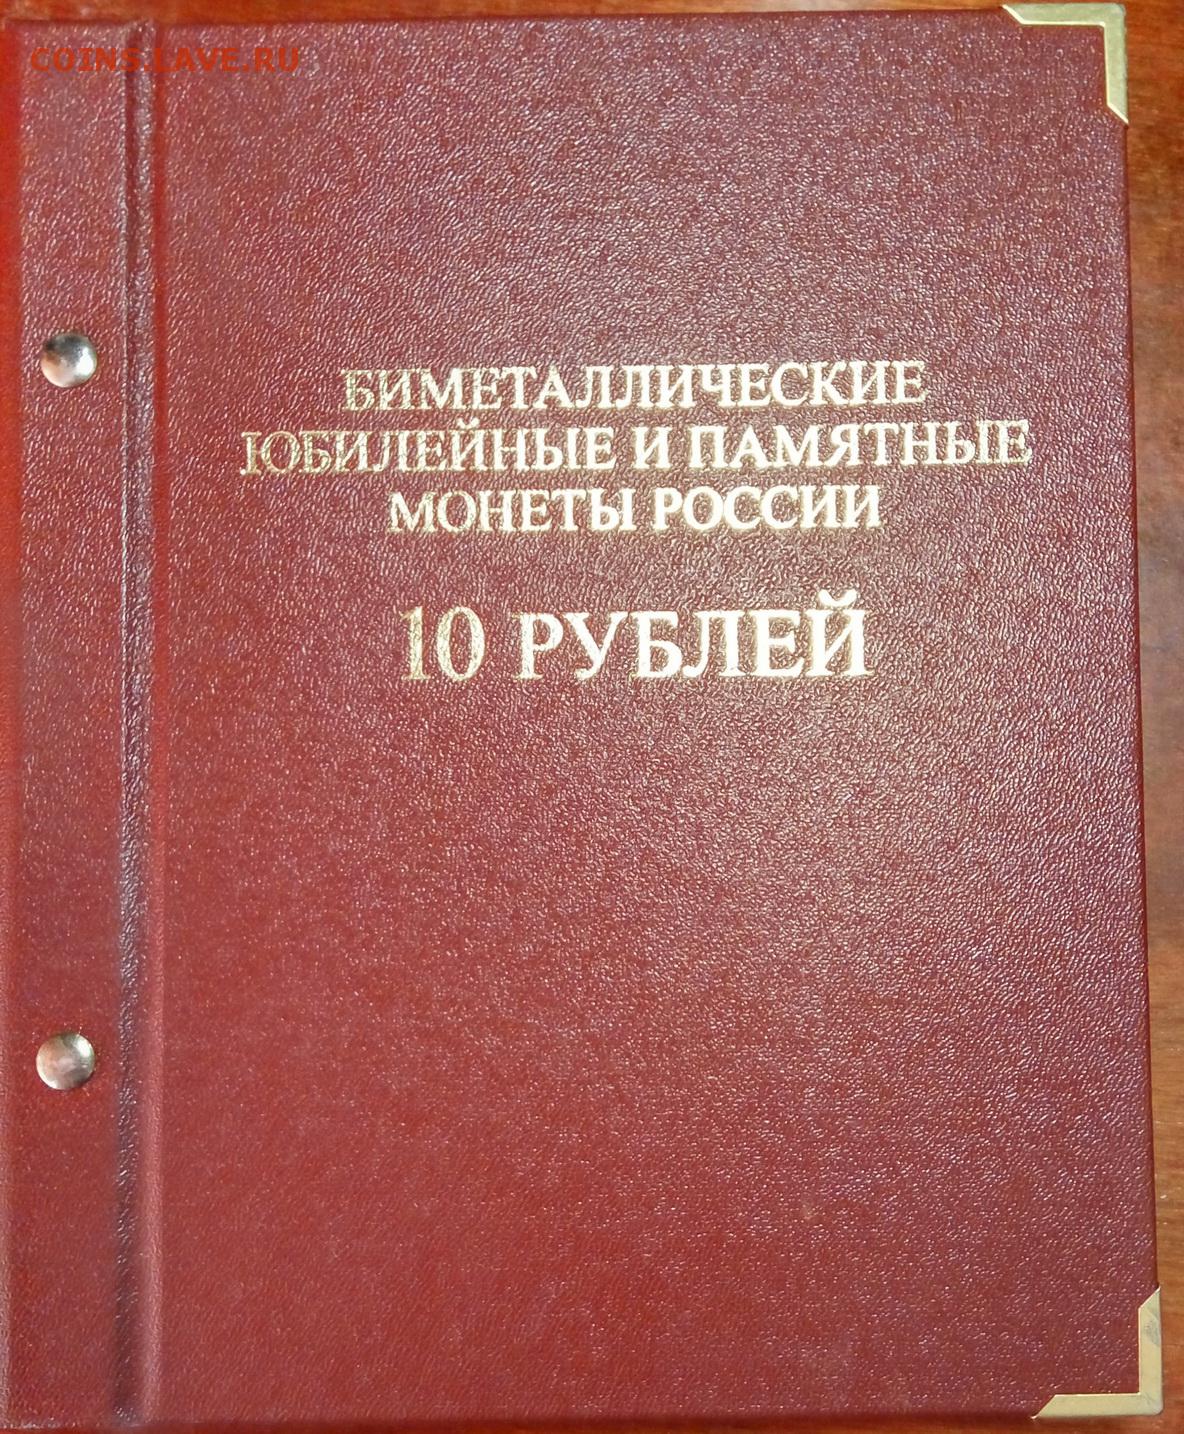 COINS.LAVE.RU
БИМЕТАЛЛИЧЕСКИЕ
ЮБИЛЕЙНЫЕ И ПАМЯТНЫЕ
МОНЕТЫ РОССИИ
10 РУБЛЕЙ